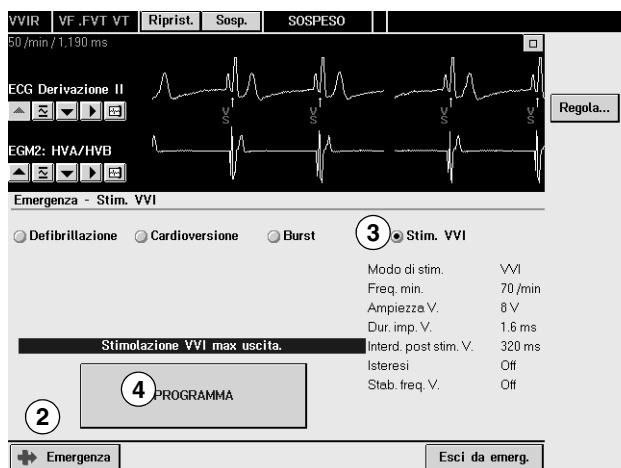 VVIR VF .FVT VT Riprist. Sosp. SOSPESO
50 /min / 1,190 ms
ECG Derivazione II
V S V S V S
Regola...
EGM2: HVA/HVB
Emergenza - Stim. VVI
Defibrillazione Cardioversione Burst 3 Stim. VVI
Modo di stim. VVI
Freq. min. 70 /min
Ampiezza V. 8 V
Dur. imp. V. 1.6 ms
Stimolazione VVI max uscita. Interd. post stim. V. 320 ms
Isteresi Off
4 PROGRAMMA Stab. freq. V. Off
2
Emergenza Esci da emerg.